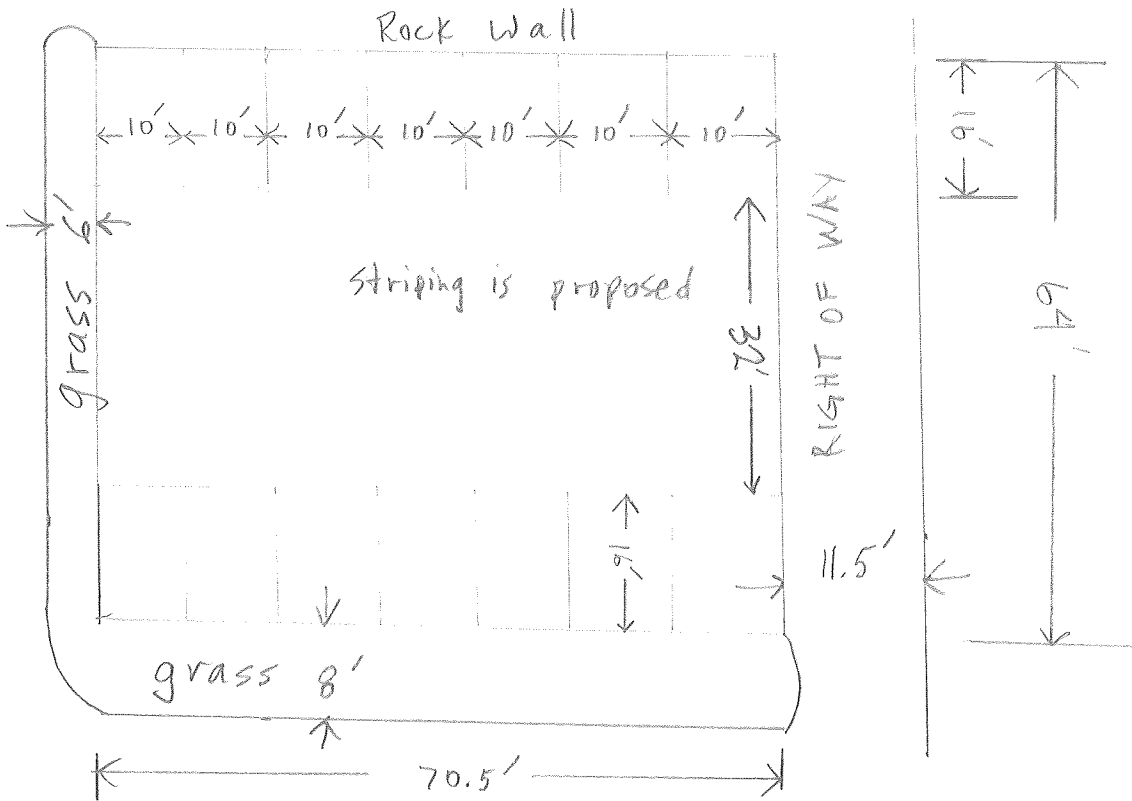 Rock Wall
10' 10' 10' 10' 10' 10' 10'
16'
grass 6'
striping is proposed
32'
RIGHT OF WAY
64'
16'
11.5'
grass 8'
70.5'